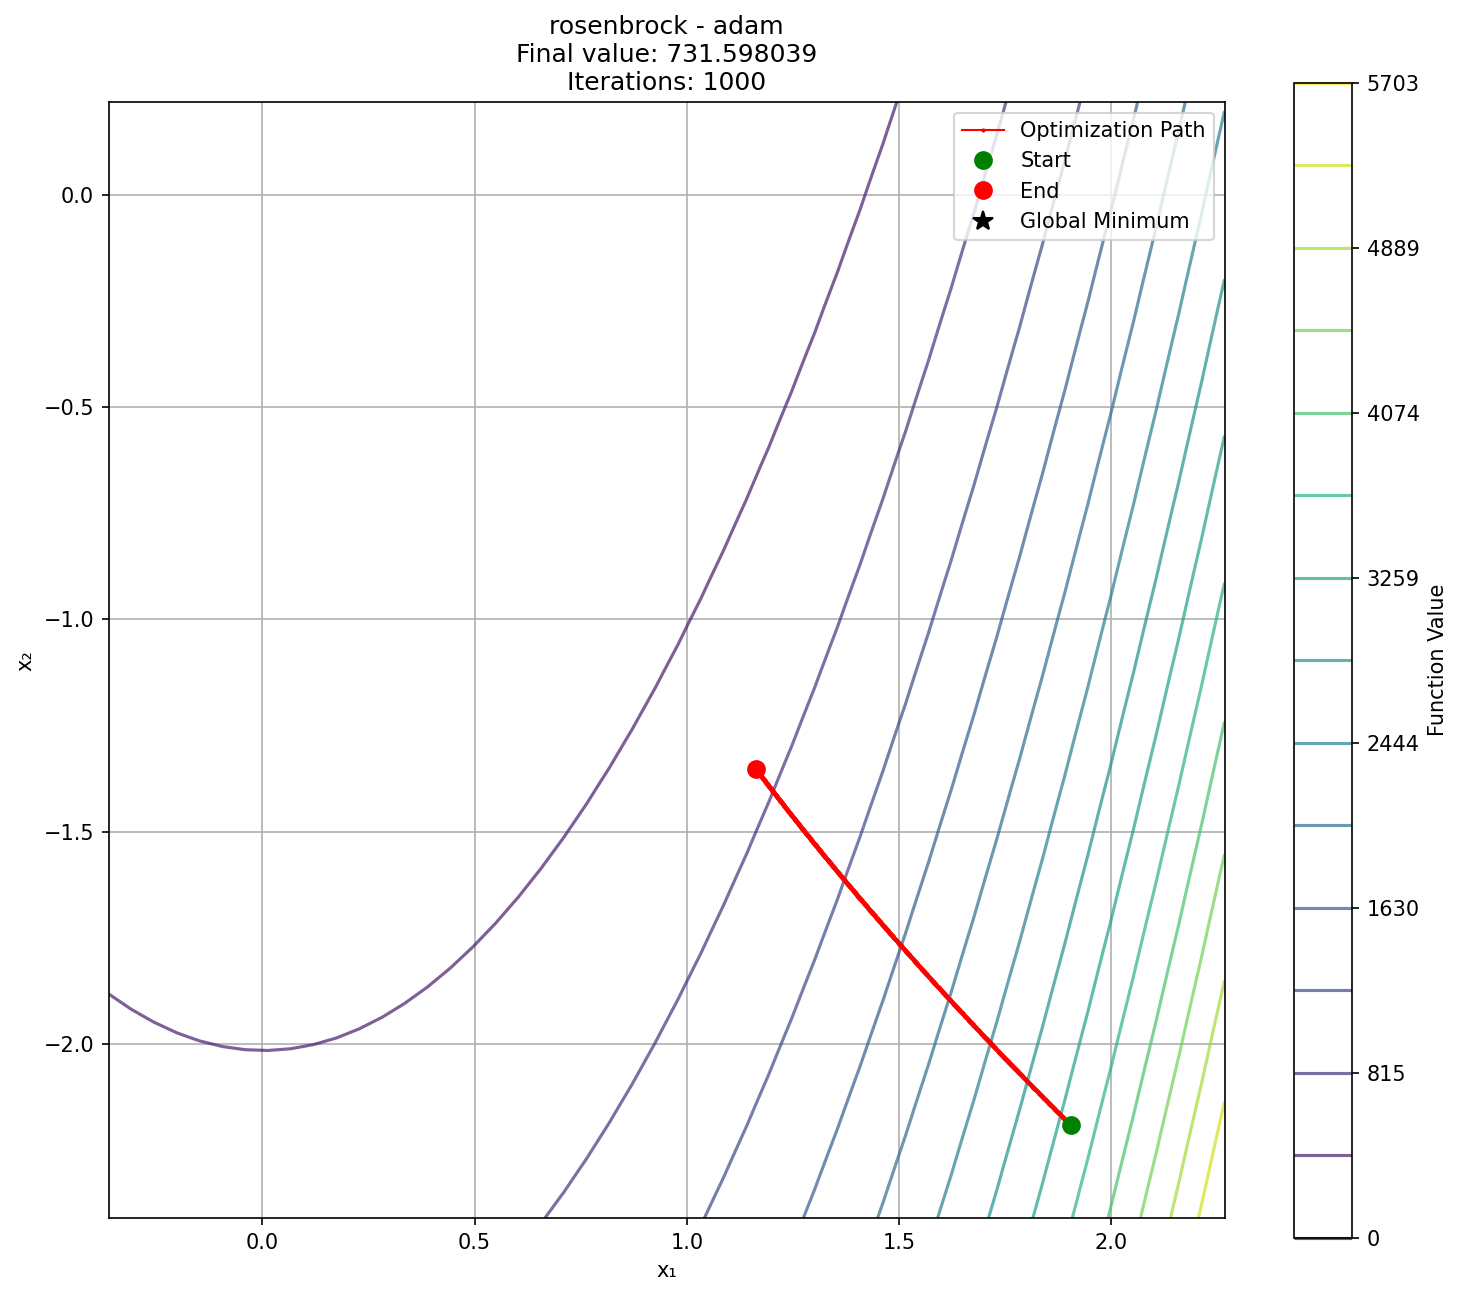 rosenbrock - adam
Final value: 731.598039
Iterations: 1000
Optimization Path
Start
End
Global Minimum
0.0
−0.5
−1.0
−1.5
−2.0
x₂
0.0
0.5
1.0
1.5
2.0
x₁
5703
4889
4074
3259
2444
1630
815
0
Function Value